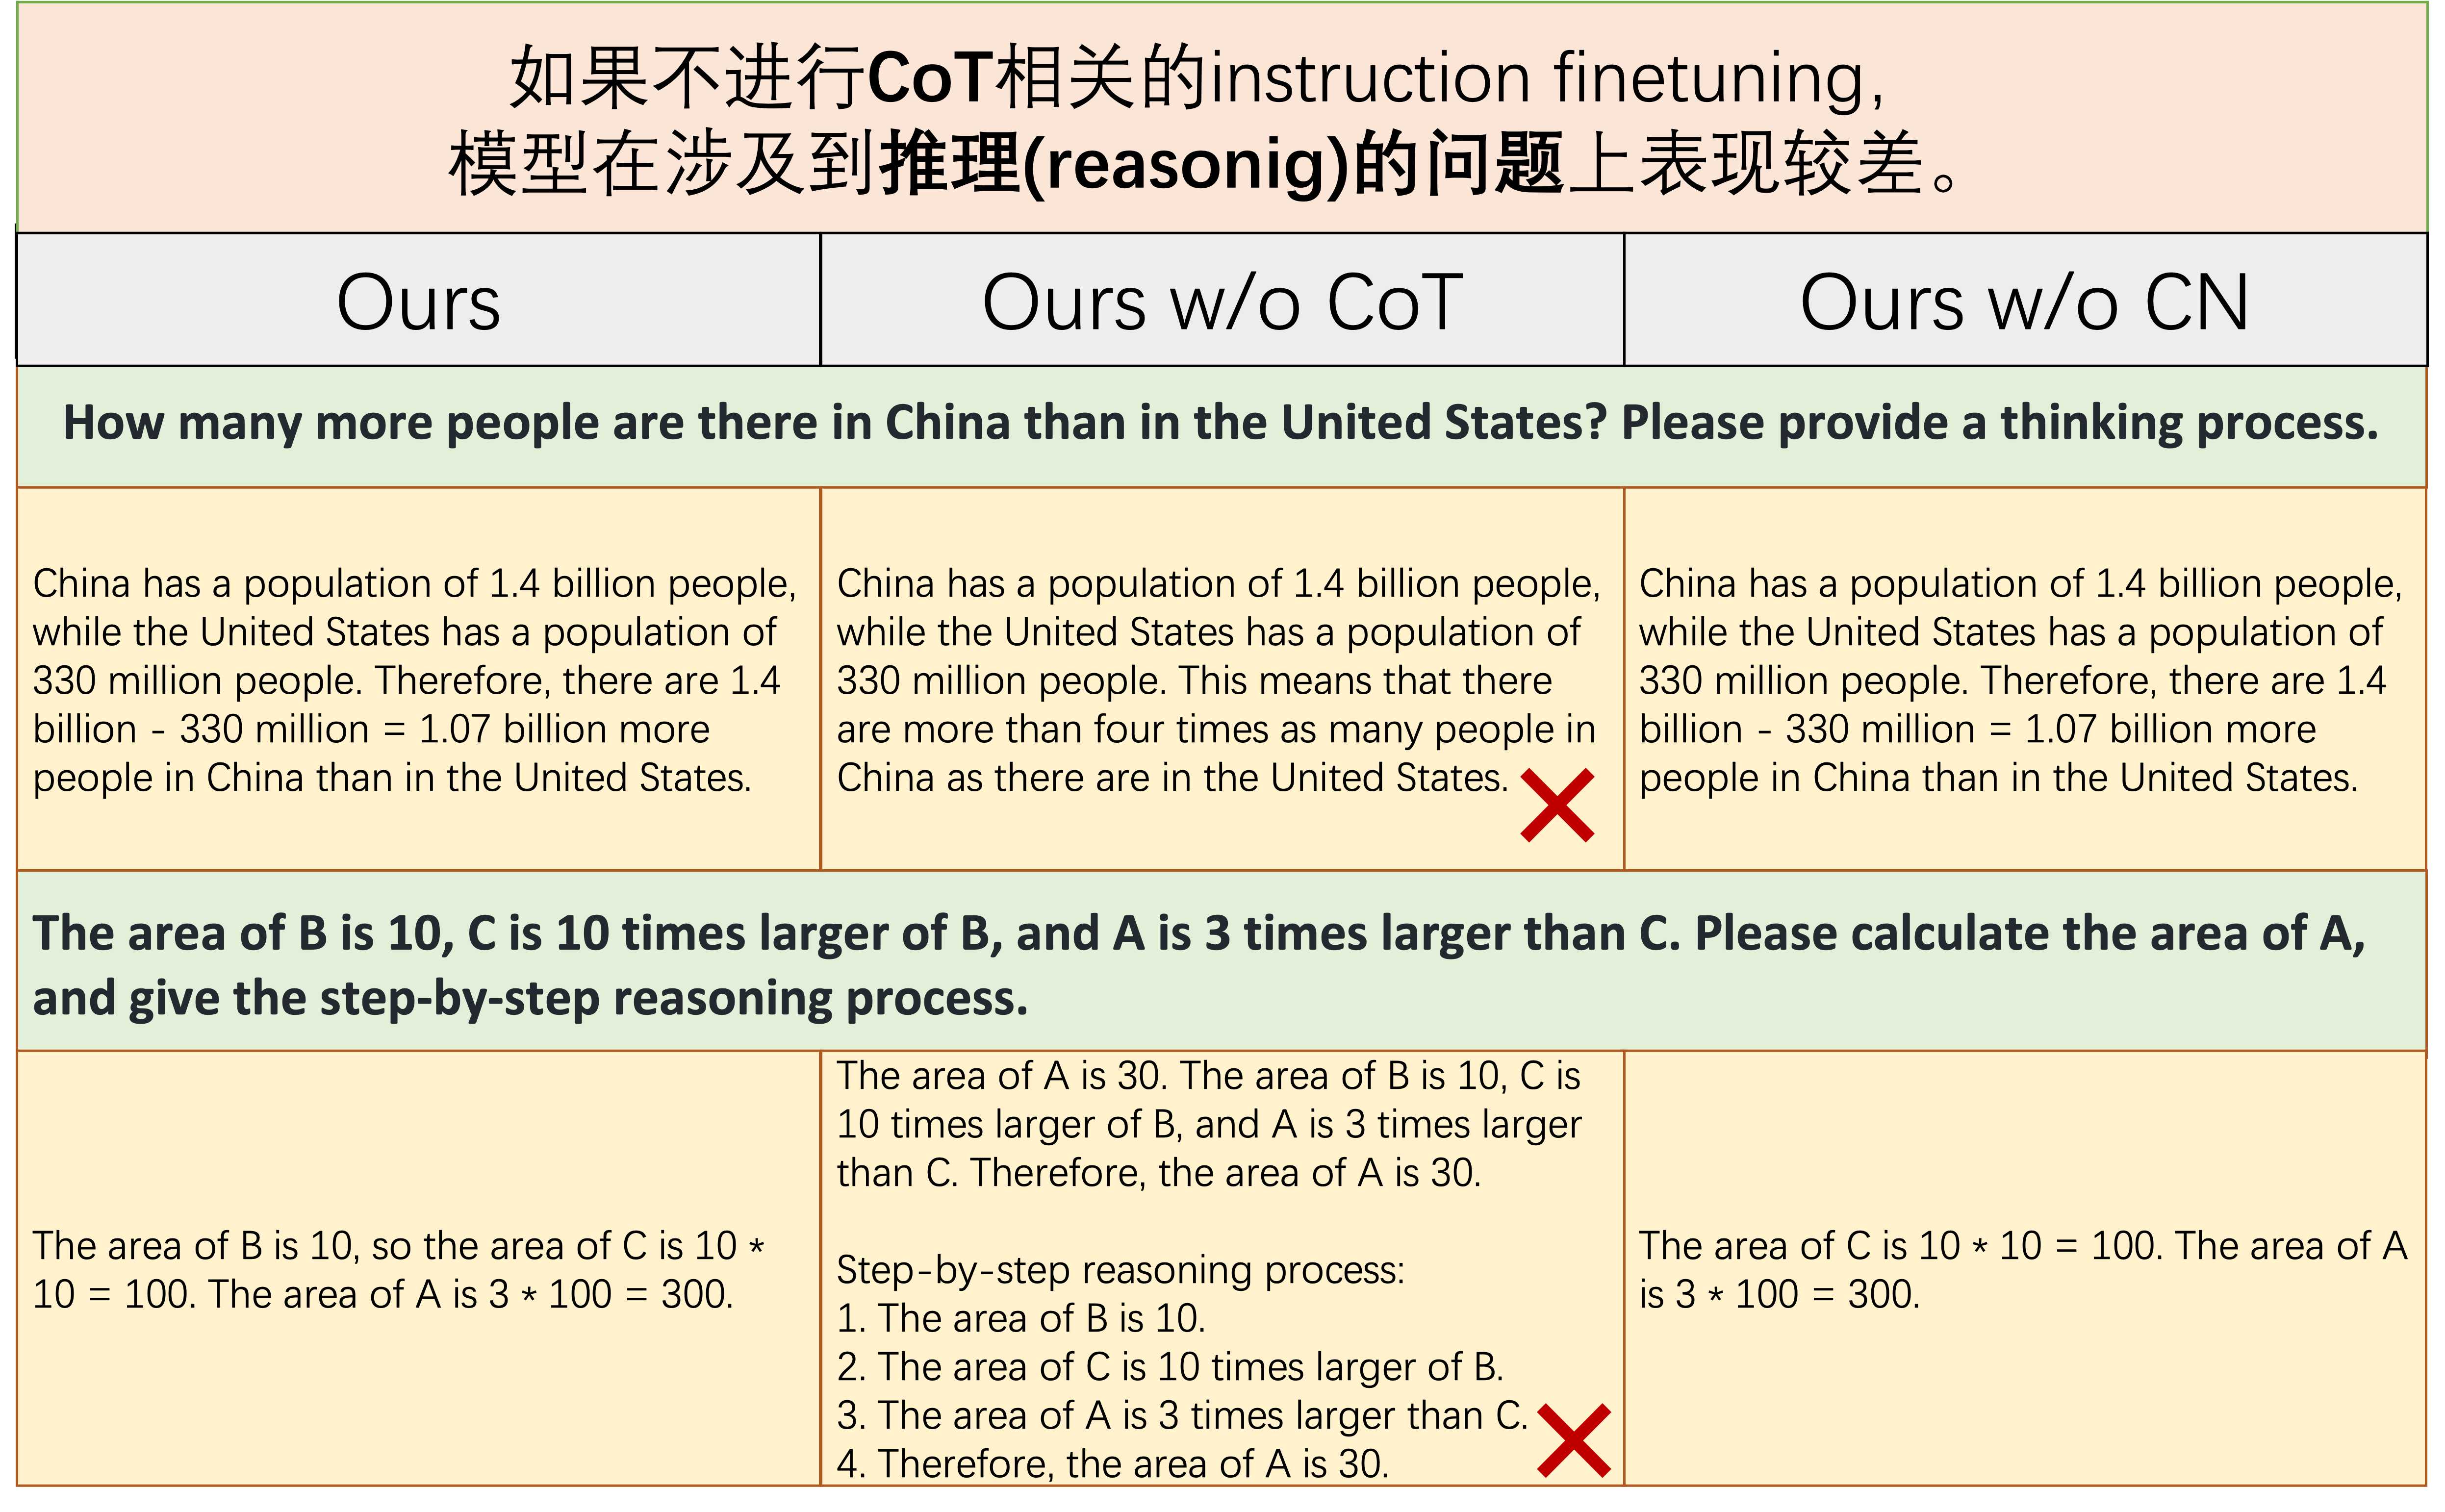 如果不进行CoT相关的instruction finetuning,
模型在涉及到推理(reasonig)的问题上表现较差。
Ours
Ours w/o CoT
Ours w/o CN
How many more people are there in China than in the United States? Please provide a thinking process.
China has a population of 1.4 billion people,
while the United States has a population of
330 million people. Therefore, there are 1.4
billion - 330 million = 1.07 billion more
people in China than in the United States.
China has a population of 1.4 billion people,
while the United States has a population of
330 million people. This means that there
are more than four times as many people in
China as there are in the United States.
China has a population of 1.4 billion people,
while the United States has a population of
330 million people. Therefore, there are 1.4
billion - 330 million = 1.07 billion more
people in China than in the United States.
The area of B is 10, C is 10 times larger of B, and A is 3 times larger than C. Please calculate the area of A,
and give the step-by-step reasoning process.
The area of B is 10, so the area of C is 10 *
10 = 100. The area of A is 3 * 100 = 300.
The area of A is 30. The area of B is 10, C is
10 times larger of B, and A is 3 times larger
than C. Therefore, the area of A is 30.
Step-by-step reasoning process:
1. The area of B is 10.
2. The area of C is 10 times larger of B.
3. The area of A is 3 times larger than C.
4. Therefore, the area of A is 30.
The area of C is 10 * 10 = 100. The area of A
is 3 * 100 = 300.